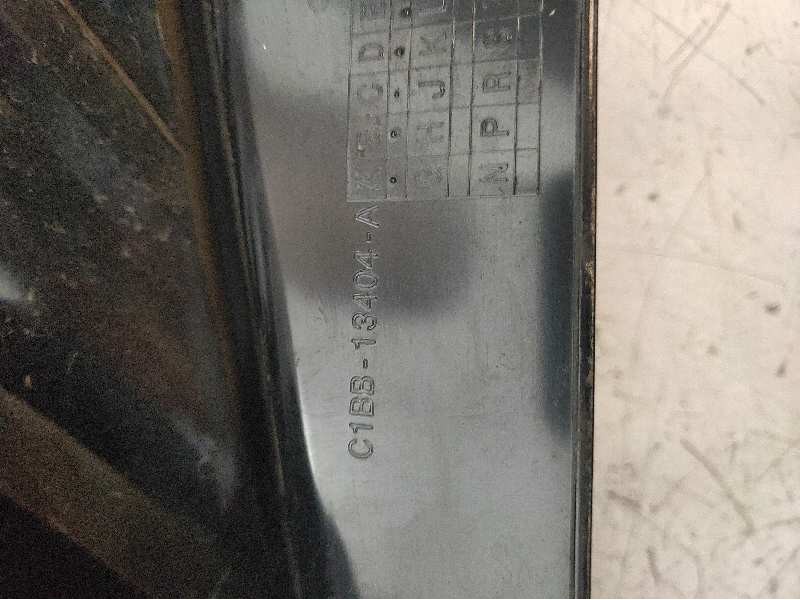 C D E
H J K
N P R S
C1BB-13404-A